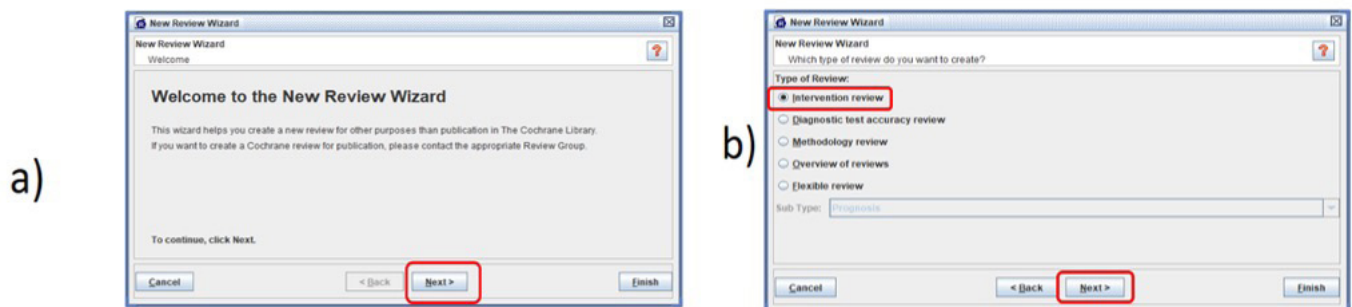 a)
New Review Wizard
New Review Wizard
Welcome
?
Welcome to the New Review Wizard
This wizard helps you create a new review for other purposes than publication in The Cochrane Library.
If you want to create a Cochrane review for publication, please contact the appropriate Review Group.
To continue, click Next.
Cancel
< Back
Next >
Finish
b)
New Review Wizard
New Review Wizard
Which type of review do you want to create?
?
Type of Review:
Intervention review
Diagnostic test accuracy review
Methodology review
Overview of reviews
Flexible review
Sub Type: Prognosis
Cancel
< Back
Next >
Finish